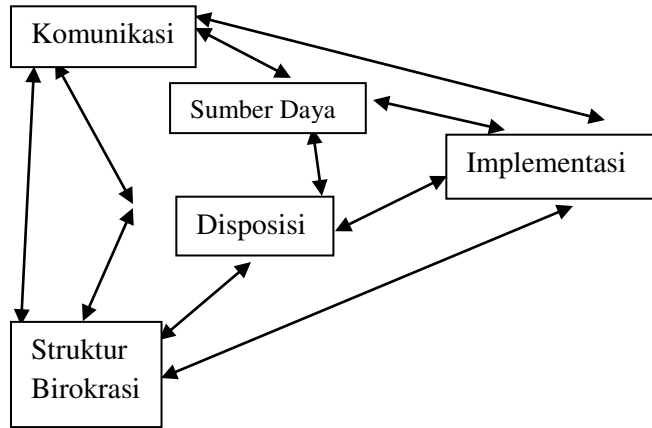 Komunikasi
Sumber Daya
Implementasi
Disposisi
Struktur
Birokrasi